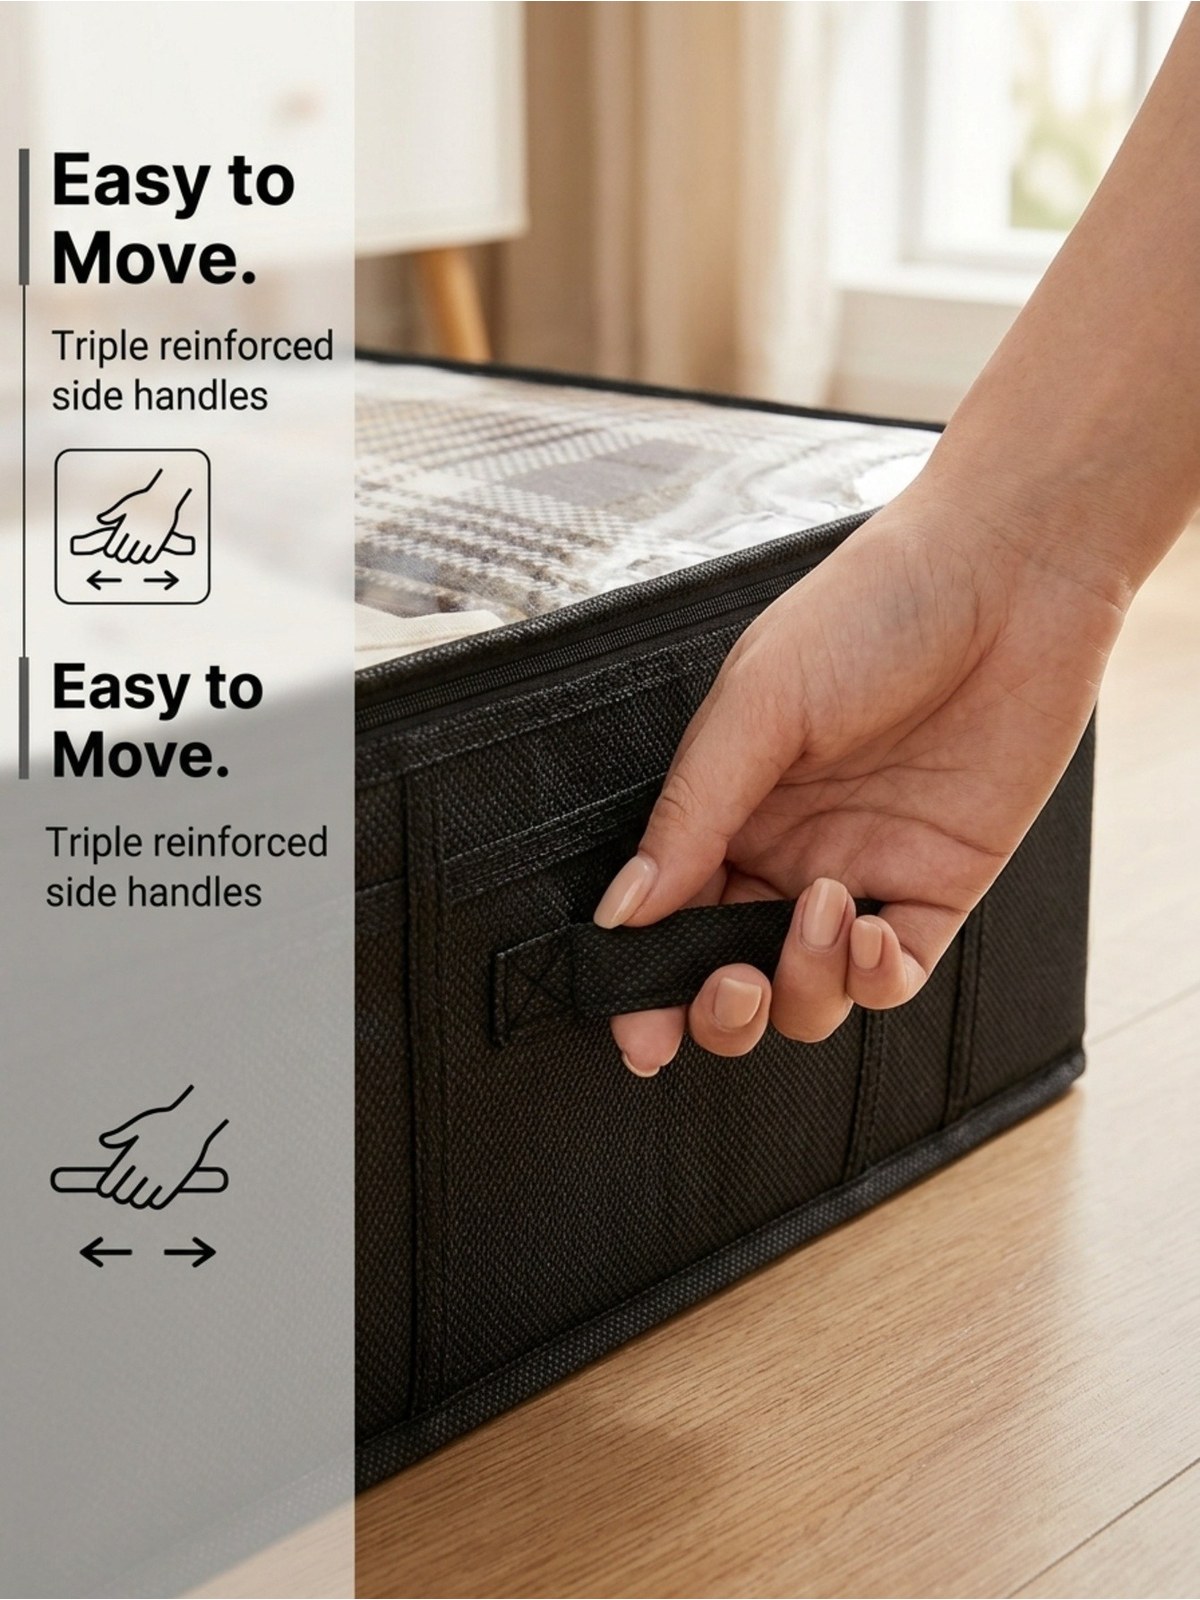 Easy to
Move.
Triple reinforced
side handles
Easy to
Move.
Triple reinforced
side handles